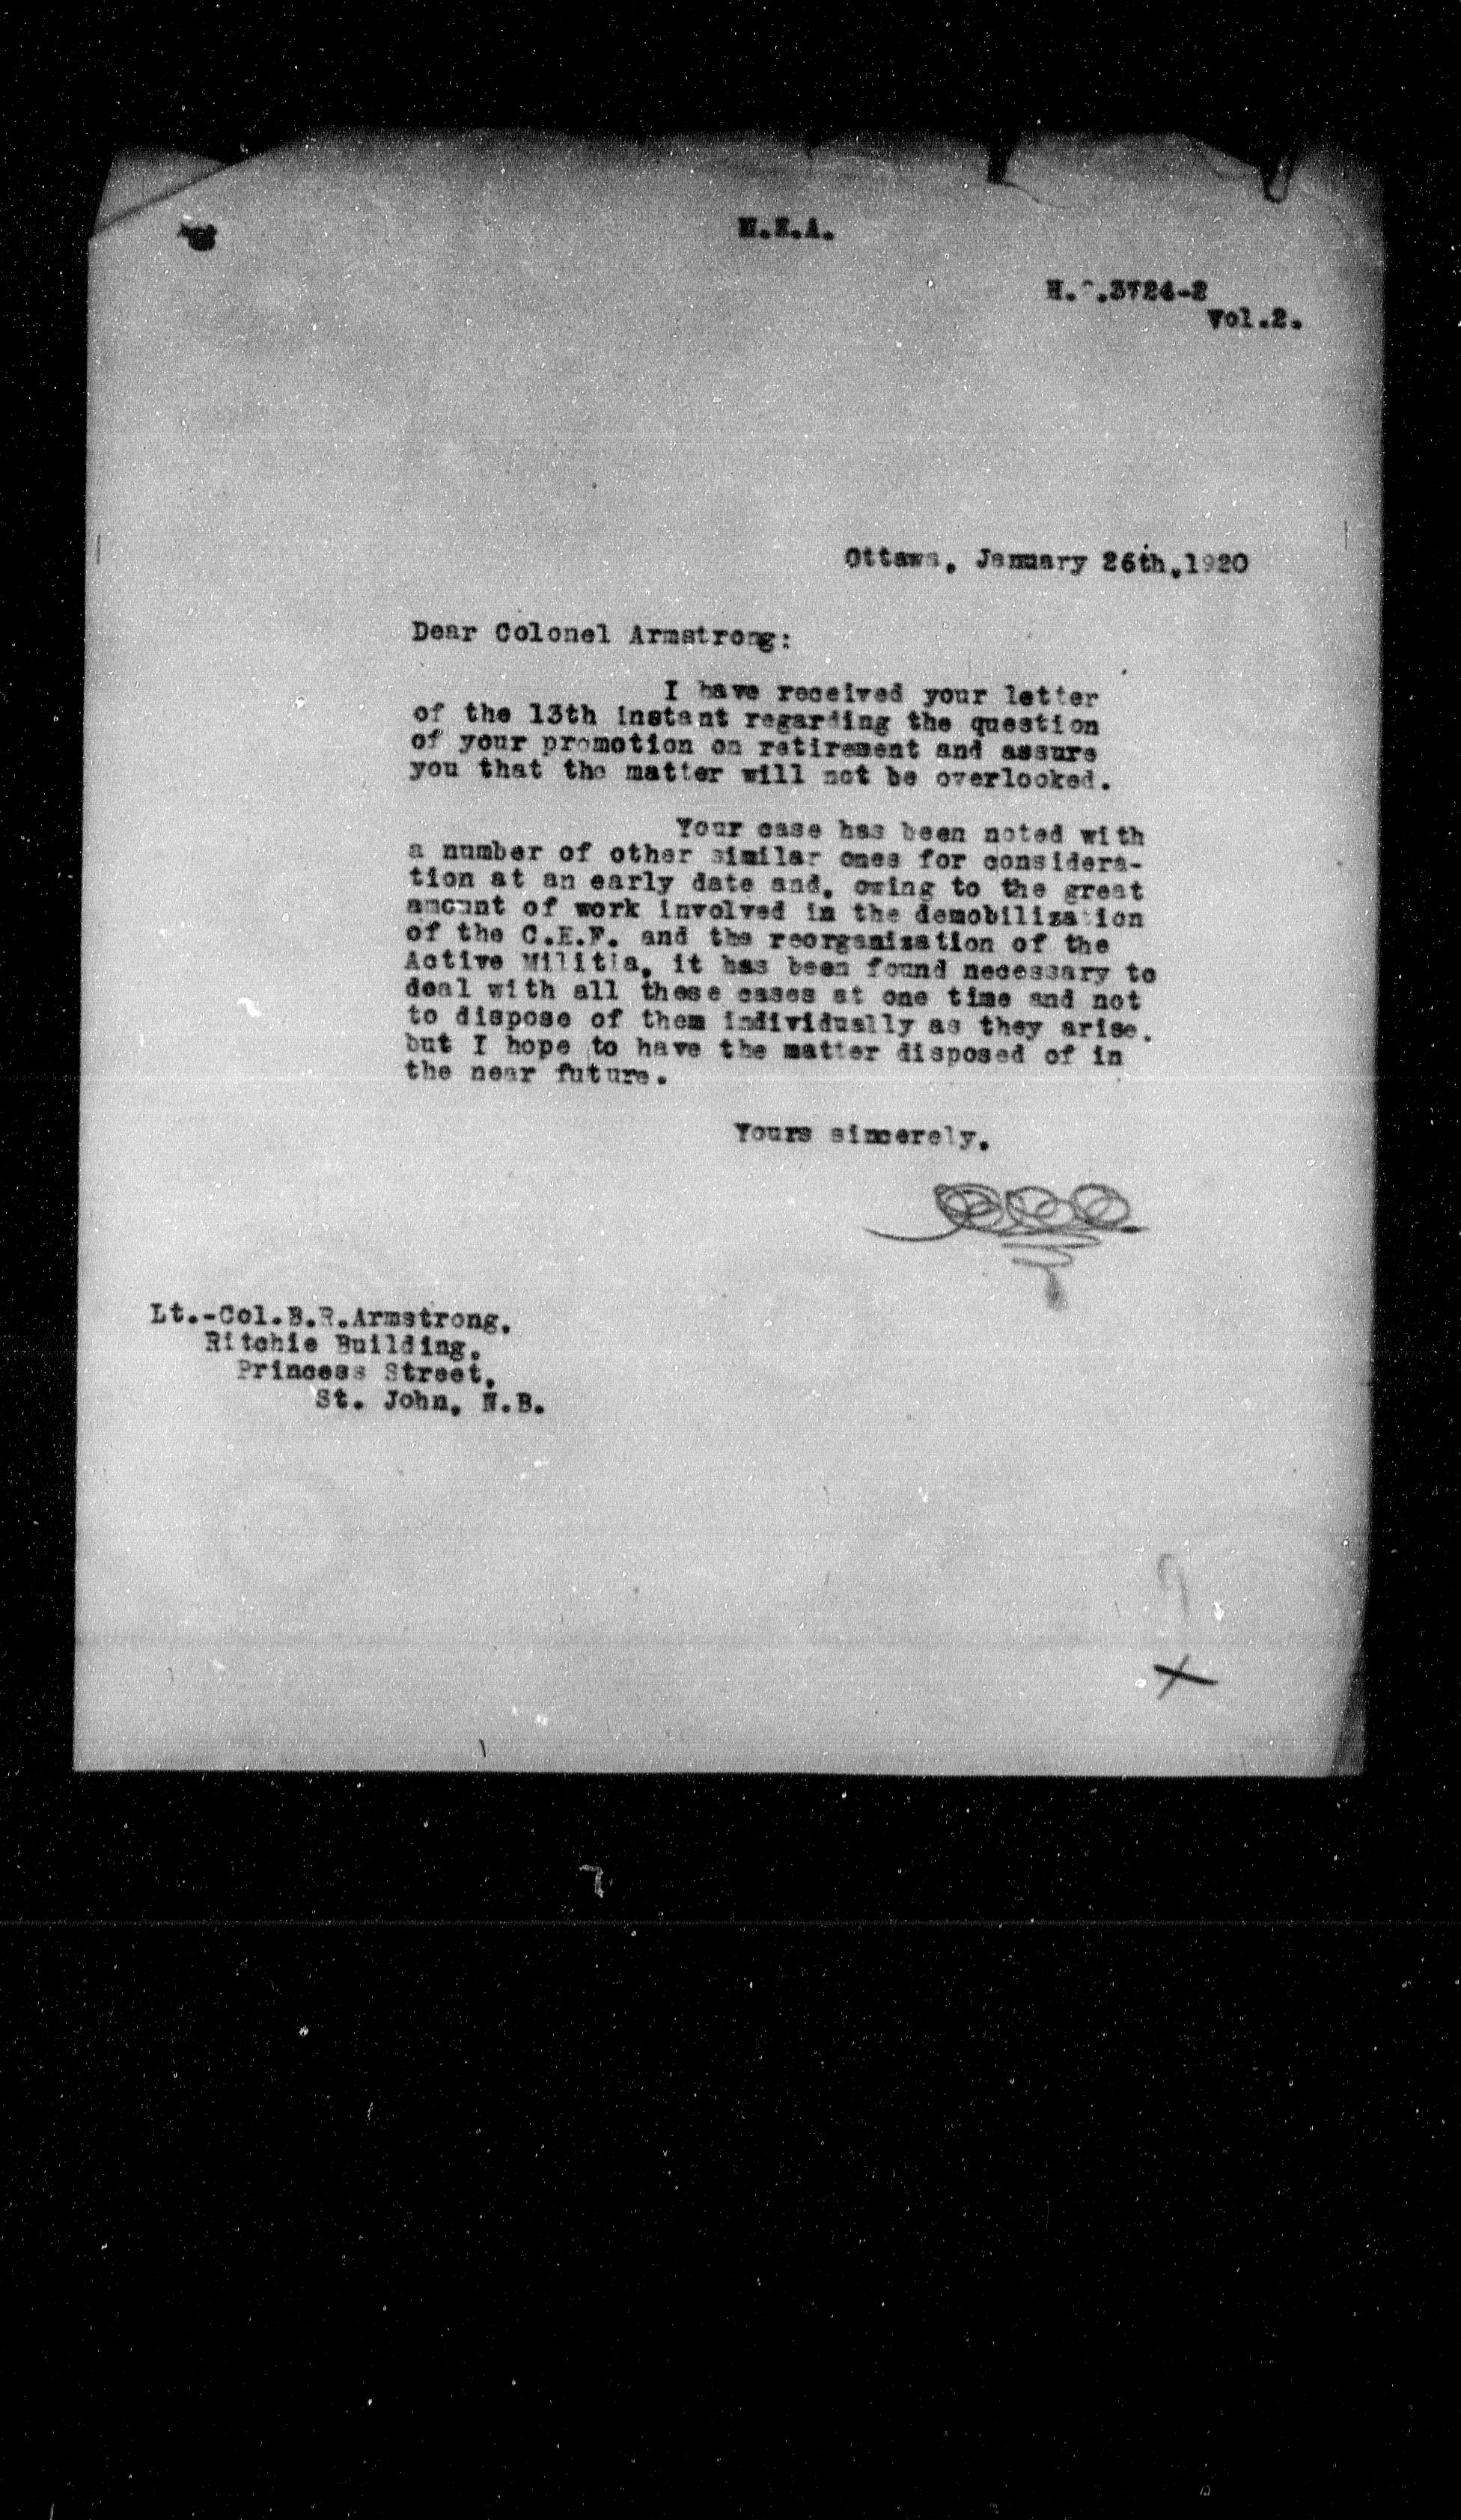 H.Q.3724-2
Vol.2.
Ottawa, January 26th,1920
Dear Colonel Armstrong:
I have received your letter
of the 13th instant regarding the question
of your promotion on retirement and assure
you that the matter will not be overlooked.
Your case has been noted with
a number of other similar ones for considera-
tion at an early date and, owing to the great
amount of work involved in the demobilization
of the C.E.F. and the reorganization of the
Active Militia, it has been found necessary to
deal with all these cases at one time and not
to dispose of them individually as they arise,
but I hope to have the matter disposed of in
the near future.
Yours sincerely,
Lt.-Col.B.R.Armstrong,
Ritchie Building,
Princess Street,
St. John, N.B.